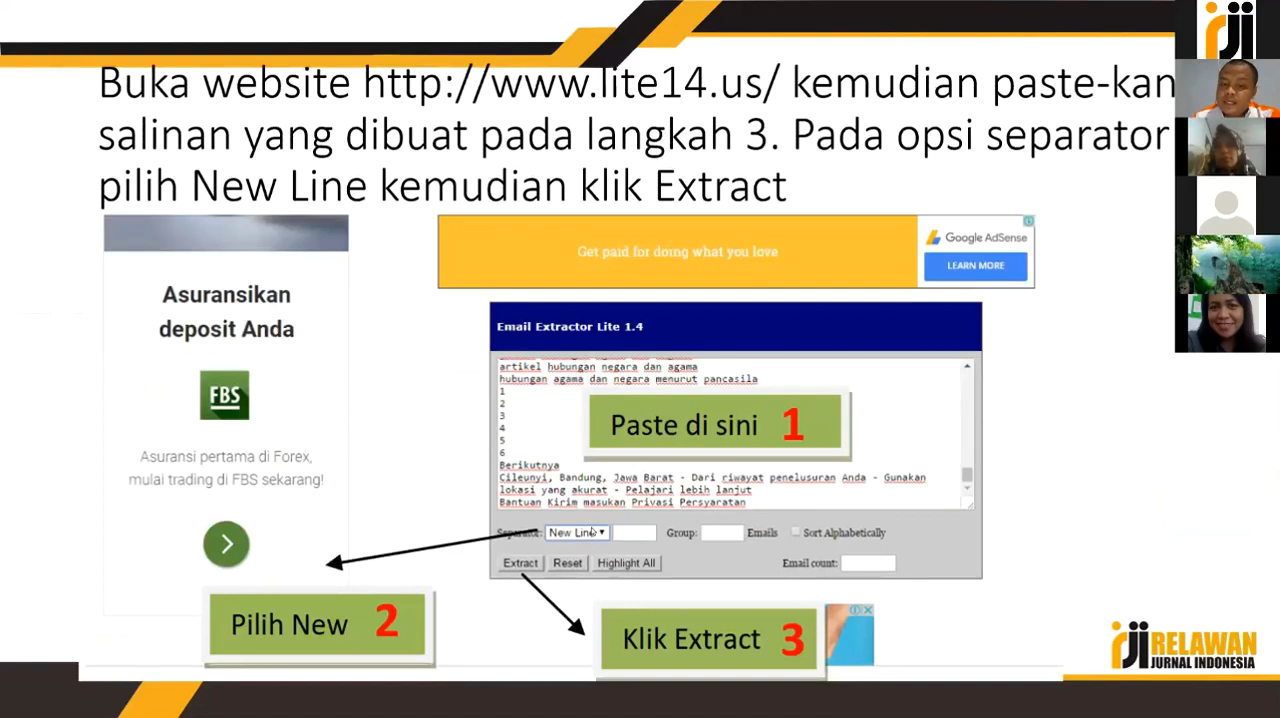 Buka website http://www.lite14.us/ kemudian paste-kan
salinan yang dibuat pada langkah 3. Pada opsi separator
pilih New Line kemudian klik Extract
Asuransikan
deposit Anda
FBS
Asuransi pertama di Forex,
mulai trading di FBS sekarang!
Get paid for doing what you love
Google AdSense
LEARN MORE
Email Extractor Lite 1.4
artikel hubungan negara dan agama
hubungan agama dan negara menurut pancasila
1
2
3
4
5
6
Berikutnya
Cileunyi, Bandung, Jawa Barat - Dari riwayat penelusuran Anda - Gunakan
lokasi yang akurat - Pelajari lebih lanjut
Bantuan Kirim masukan Privasi Persyaratan
Paste di sini 1
Separator: New Line Group: Emails Sort Alphabetically
Extract Reset Highlight All Email count:
Pilih New 2
Klik Extract 3
RELAWAN
JURNAL INDONESIA